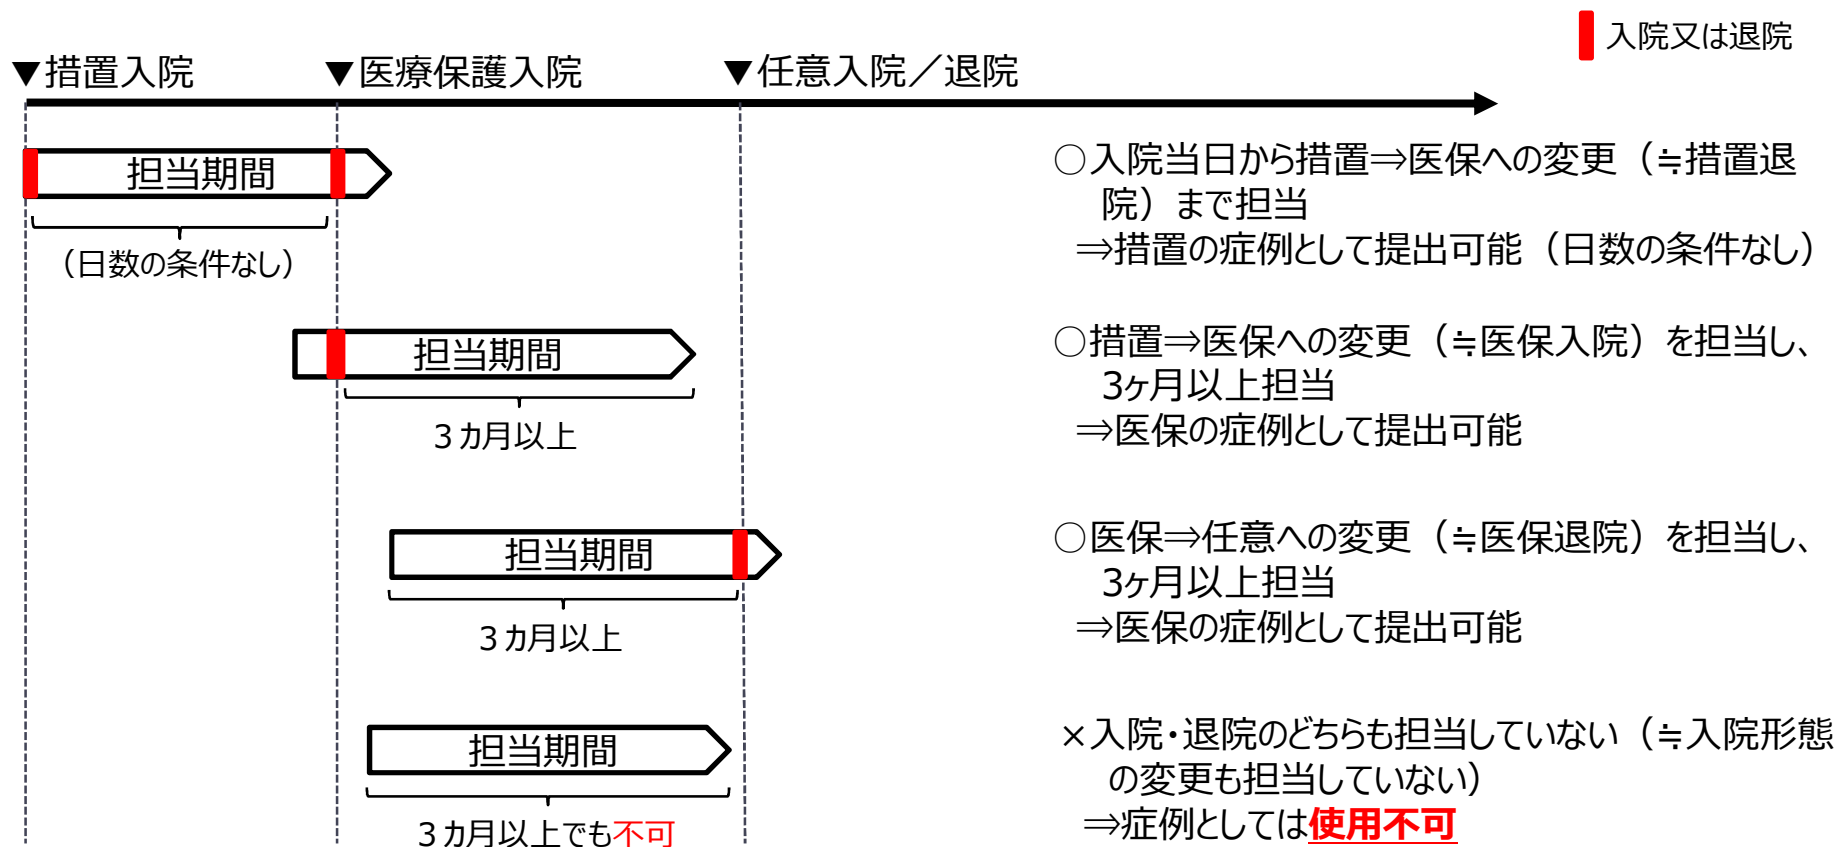 入院又は退院
▼措置入院
▼医療保護入院
▼任意入院／退院
担当期間
（日数の条件なし）
○入院当日から措置⇒医保への変更（≒措置退
院）まで担当
⇒措置の症例として提出可能（日数の条件なし）
担当期間
３カ月以上
○措置⇒医保への変更（≒医保入院）を担当し、
3ヶ月以上担当
⇒医保の症例として提出可能
担当期間
３カ月以上
○医保⇒任意への変更（≒医保退院）を担当し、
3ヶ月以上担当
⇒医保の症例として提出可能
担当期間
３カ月以上でも不可
×入院・退院のどちらも担当していない（≒入院形態
の変更も担当していない）
⇒症例としては使用不可